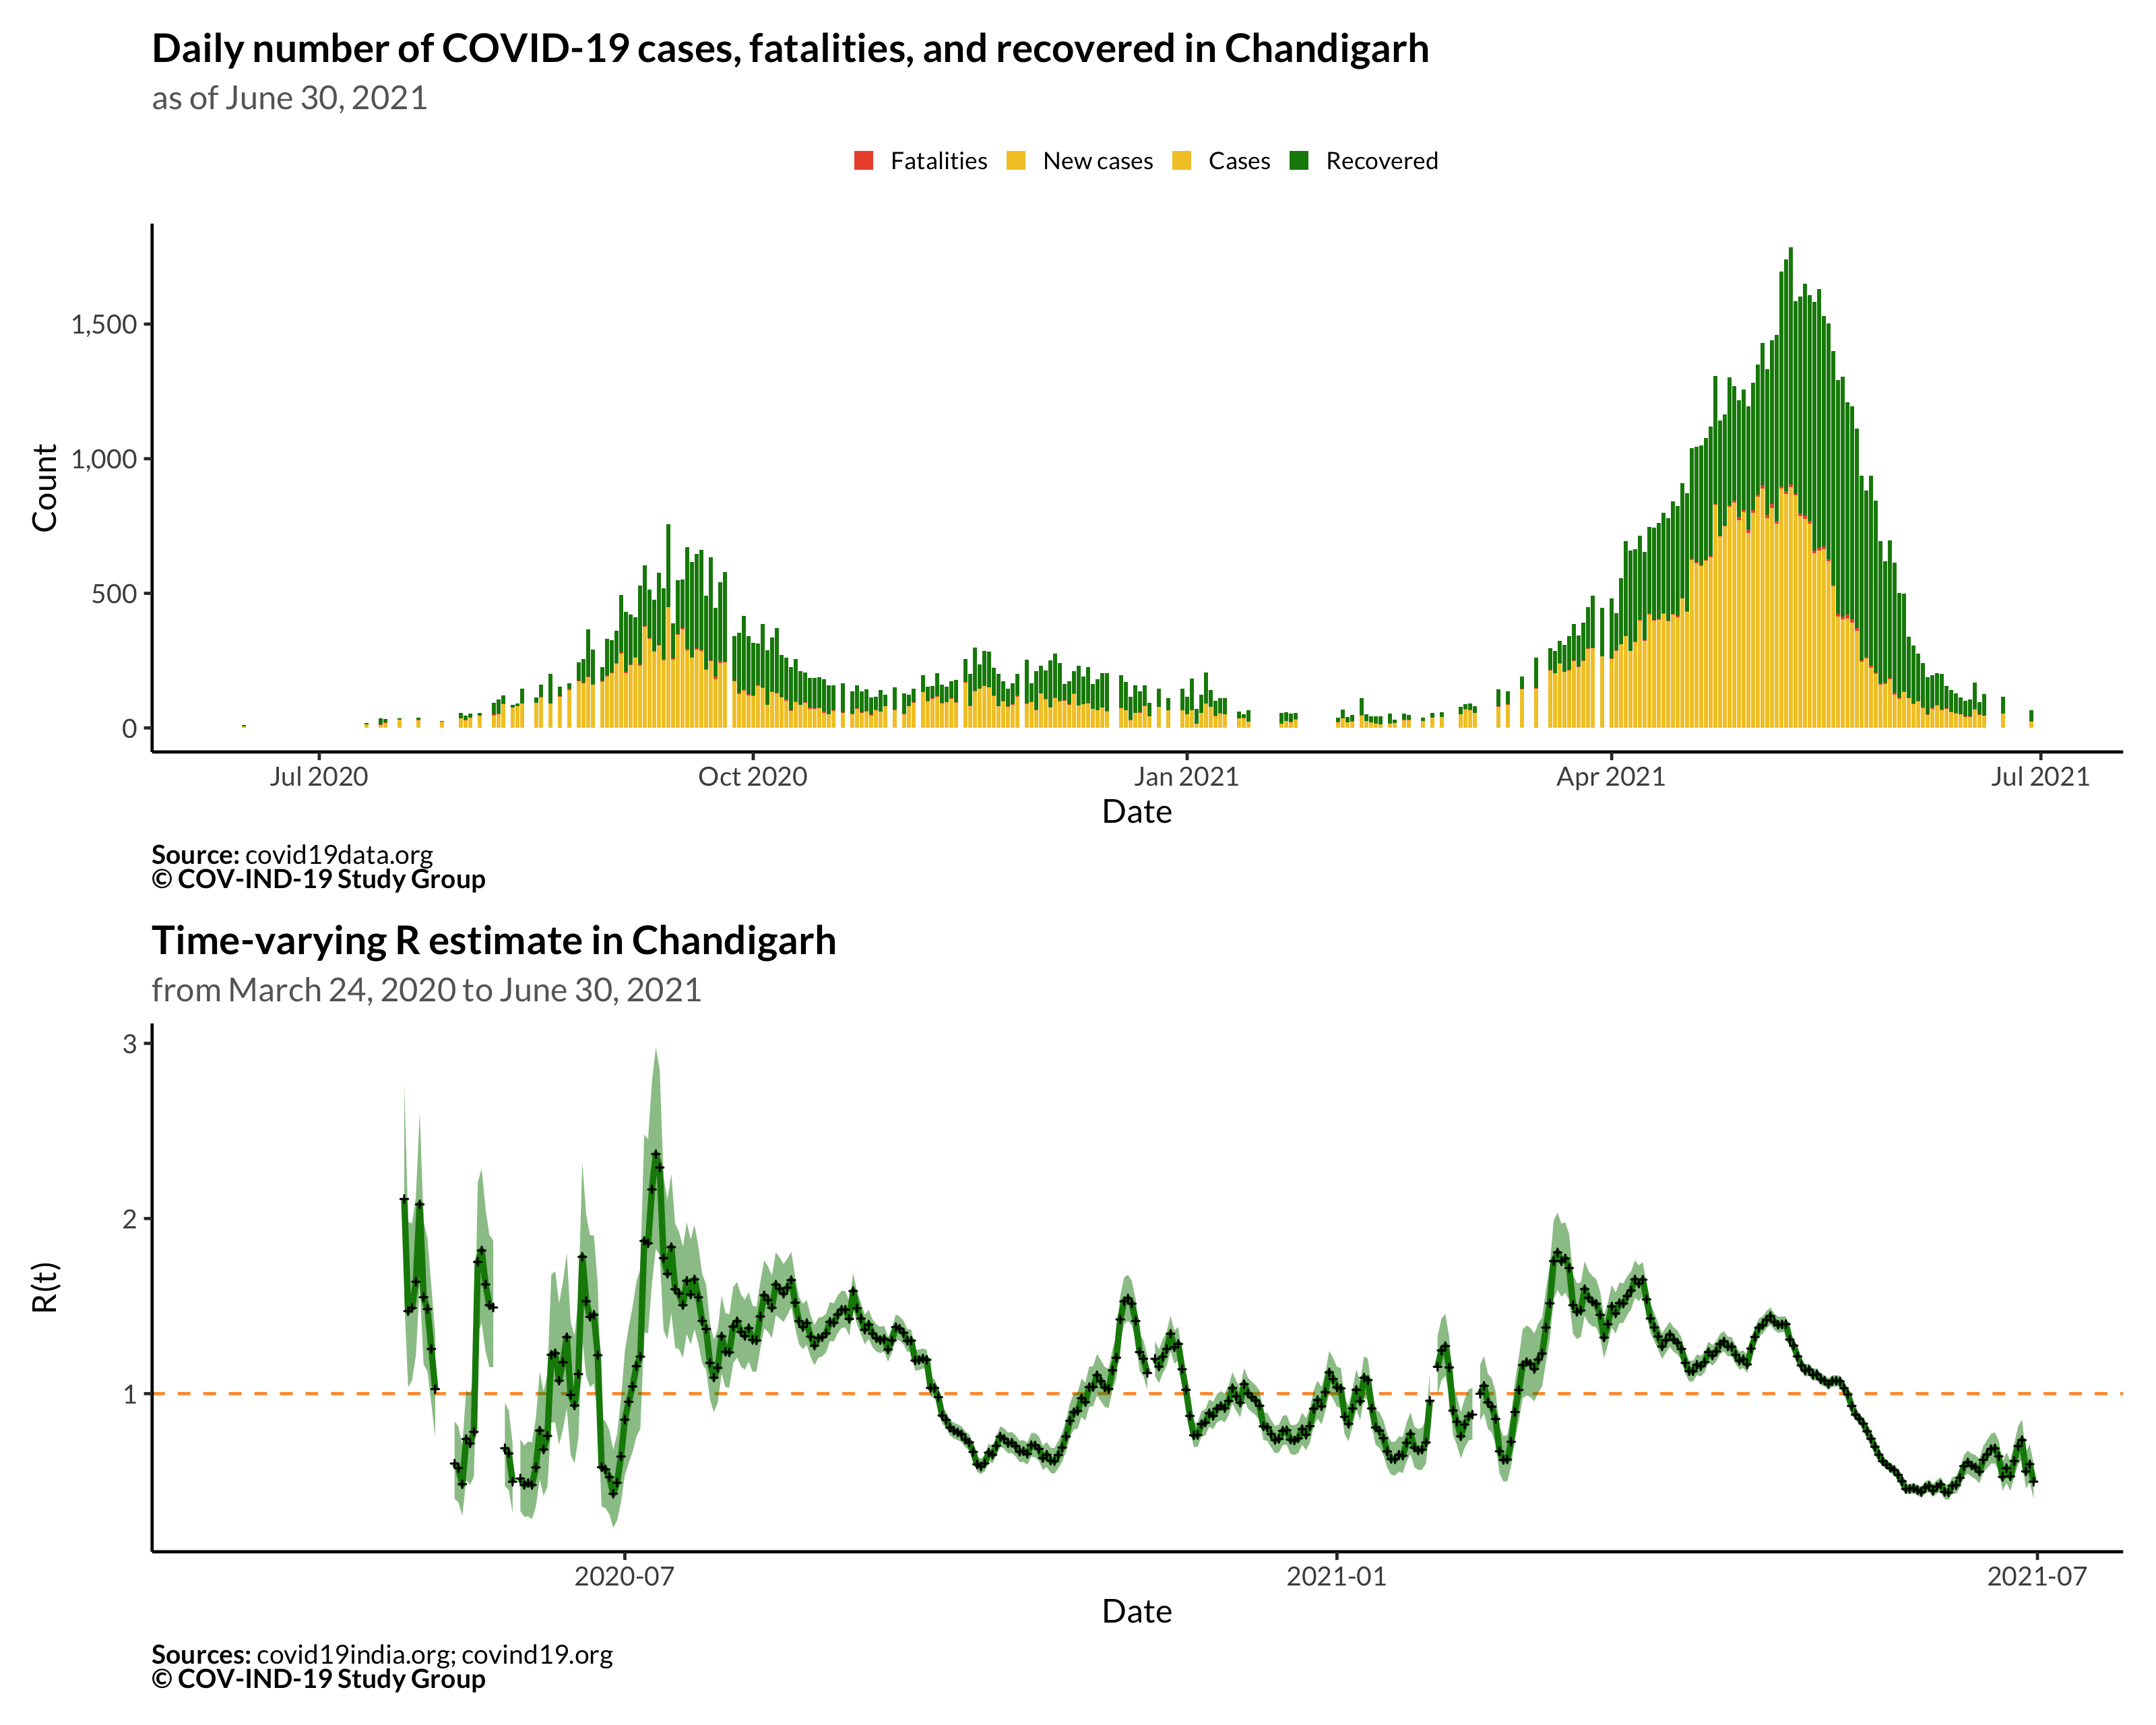 Daily number of COVID-19 cases, fatalities, and recovered in Chandigarh
as of June 30, 2021
Fatalities New cases Cases Recovered
Count
1,500
1,000
500
0
Jul 2020 Oct 2020 Jan 2021 Apr 2021 Jul 2021
Date
Source: covid19data.org
© COV-IND-19 Study Group
Time-varying R estimate in Chandigarh
from March 24, 2020 to June 30, 2021
R(t)
3
2
1
2020-07 2021-01 2021-07
Date
Sources: covid19india.org; covind19.org
© COV-IND-19 Study Group